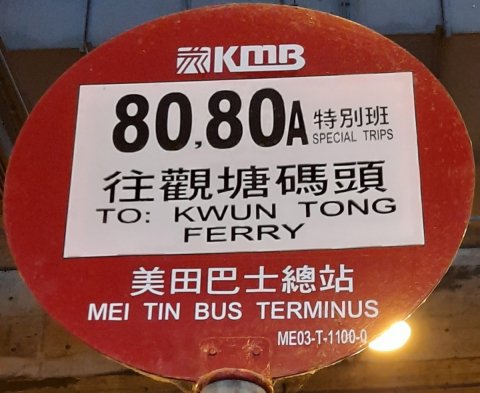 KMB
80,80A 特別班
SPECIAL TRIPS
往觀塘碼頭
TO: KWUN TONG
FERRY
美田巴士總站
MEI TIN BUS TERMINUS
ME03-T-1100-0